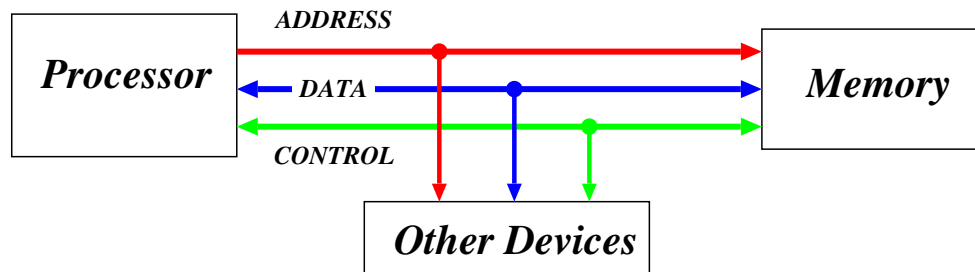 ADDRESS
Processor
DATA
Memory
CONTROL
Other Devices